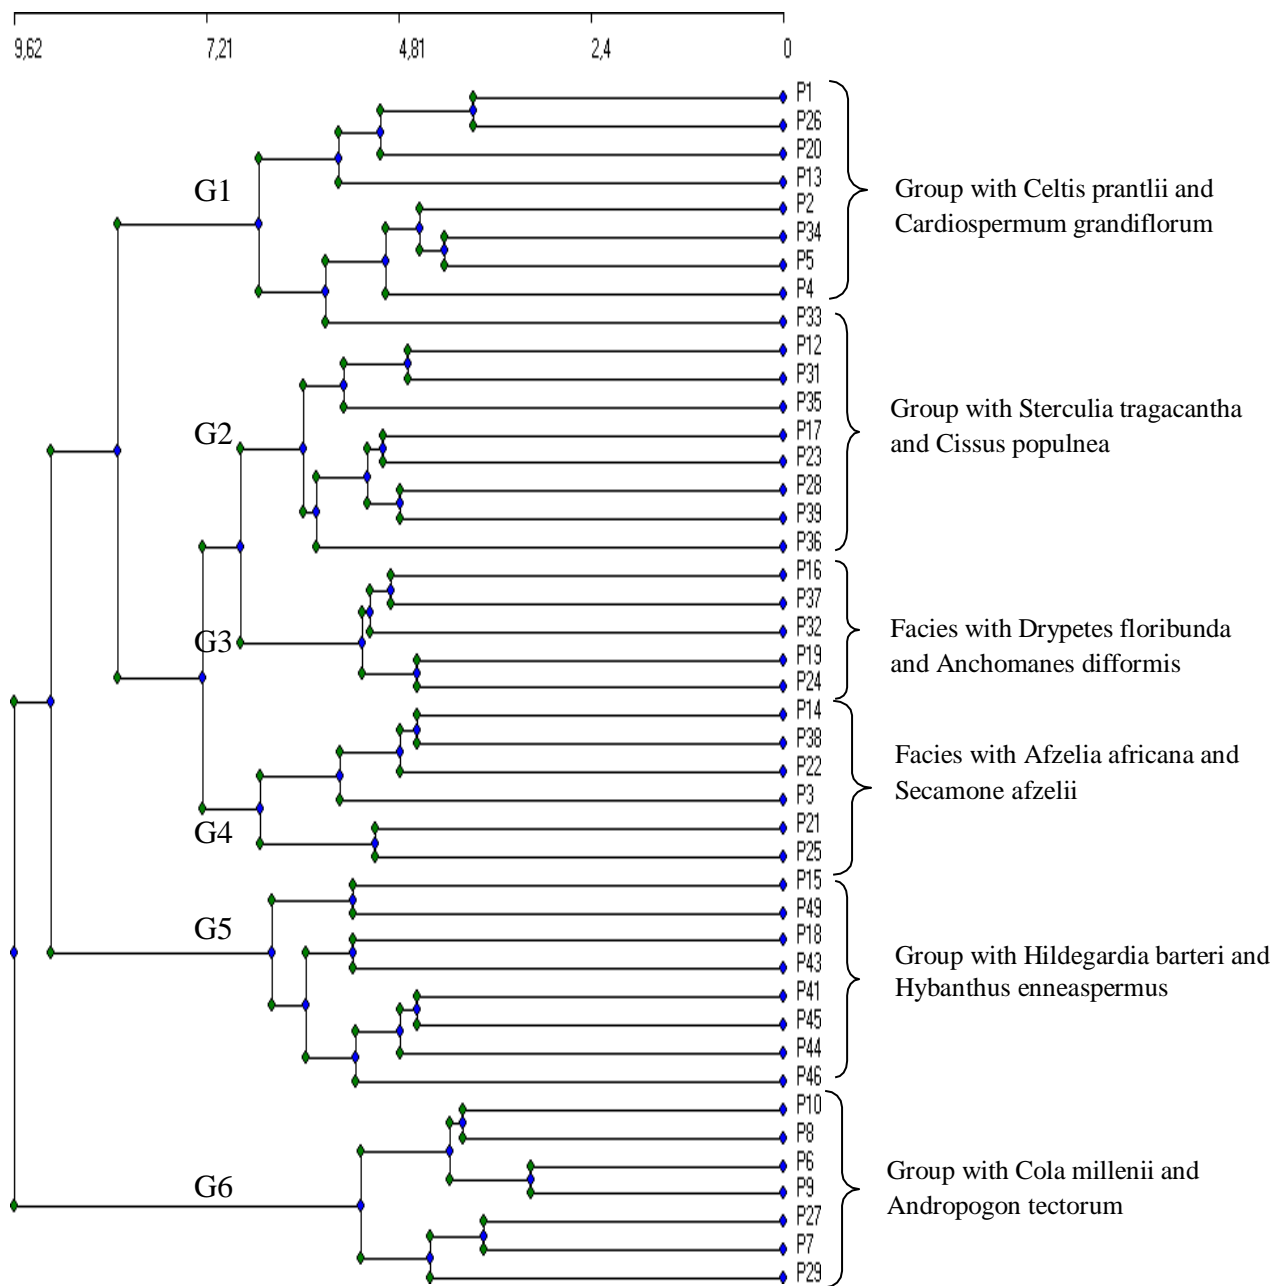 9,62 7,21 4,81 2,4 0
P1
P26
P20
P13
G1
Group with Celtis prantlii and
Cardiospermum grandiflorum
P2
P34
P5
P4
P33
P12
P31
P35
G2
Group with Sterculia tragacantha
and Cissus populnea
P17
P23
P28
P39
P36
P16
P37
P32
G3
Facies with Drypetes floribunda
and Anchomanes difformis
P19
P24
P14
P38
P22
Facies with Afzelia africana and
Secamone afzelii
P3
P21
G4
P25
P15
P49
G5
P18
P43
Group with Hildegardia barteri and
Hybanthus enneaspermus
P41
P45
P44
P46
P10
P8
P6
G6
Group with Cola millenii and
Andropogon tectorum
P9
P27
P7
P29